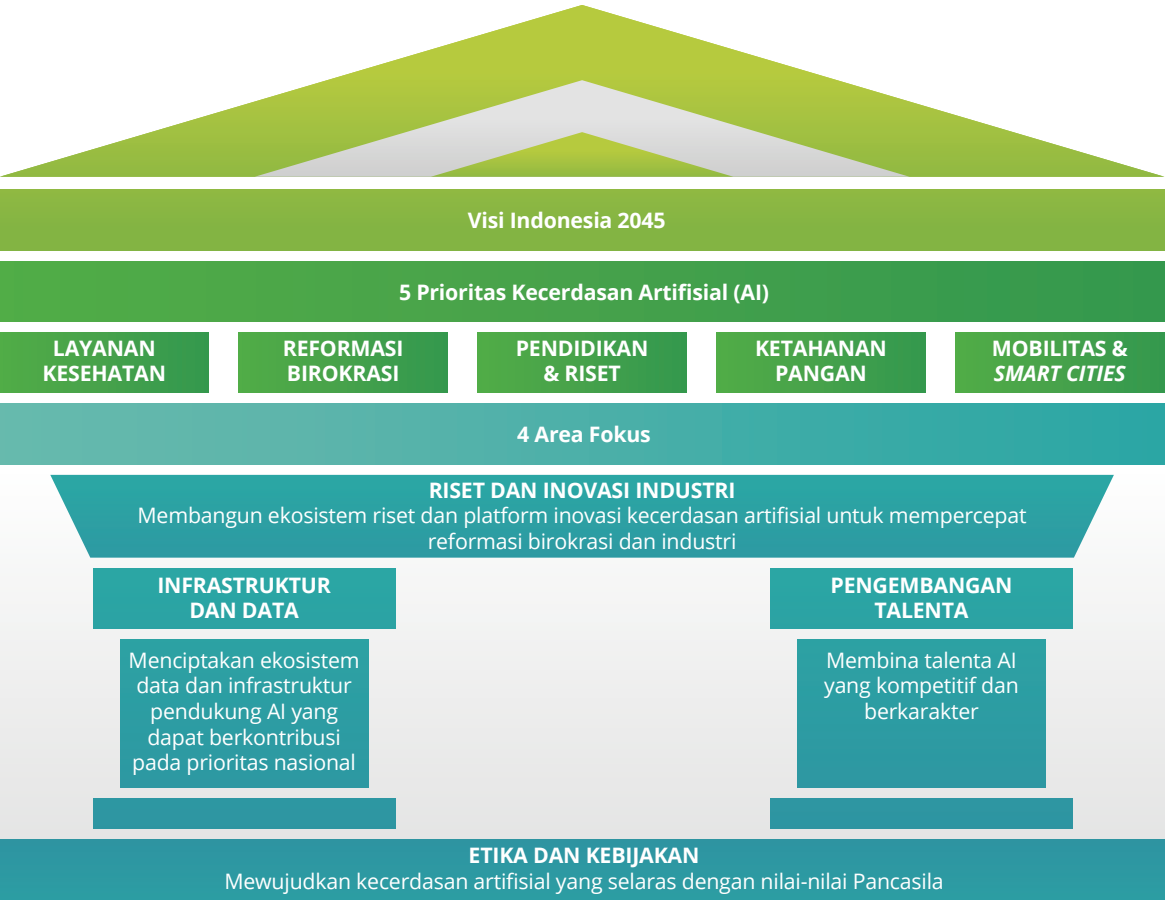 Visi Indonesia 2045
5 Prioritas Kecerdasan Artifisial (AI)
LAYANAN
KESEHATAN
REFORMASI
BIROKRASI
PENDIDIKAN
& RISET
KETAHANAN
PANGAN
MOBILITAS &
SMART CITIES
4 Area Fokus
RISET DAN INOVASI INDUSTRI
Membangun ekosistem riset dan platform inovasi kecerdasan artifisial untuk mempercepat
reformasi birokrasi dan industri
INFRASTRUKTUR
DAN DATA
Menciptakan ekosistem
data dan infrastruktur
pendukung AI yang
dapat berkontribusi
pada prioritas nasional
PENGEMBANGAN
TALENTA
Membina talenta AI
yang kompetitif dan
berkarakter
ETIKA DAN KEBIJAKAN
Mewujudkan kecerdasan artifisial yang selaras dengan nilai-nilai Pancasila